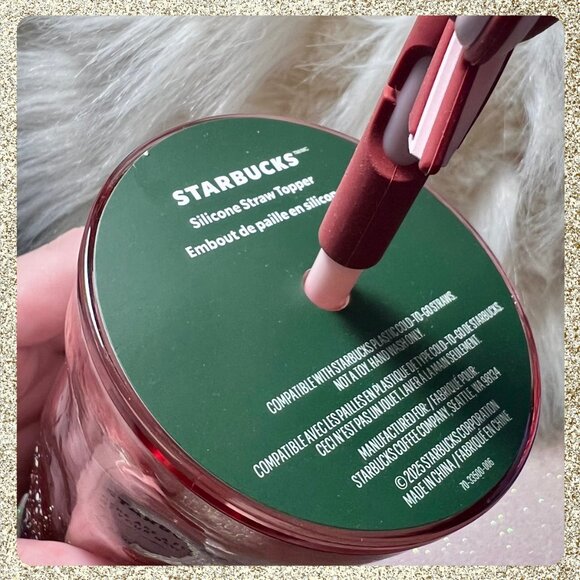 STARBUCKS™
Silicone Straw Topper
Embout de paille en silicon
COMPATIBLE WITH STARBUCKS PLASTIC COLD-TO-GO STRAWS.
NOT A TOY. HAND WASH ONLY.
COMPATIBLE AVEC LES PAILLES EN PLASTIQUE DE TYPE COLD-TO-GO DE STARBUCKS.
CECI N'EST PAS UN JOUET. LAVER À LA MAIN SEULEMENT.
MANUFACTURED FOR / FABRIQUÉ POUR:
STARBUCKS COFFEE COMPANY, SEATTLE, WA 98134
© 2025 STARBUCKS CORPORATION
MADE IN CHINA / FABRIQUÉ EN CHINE